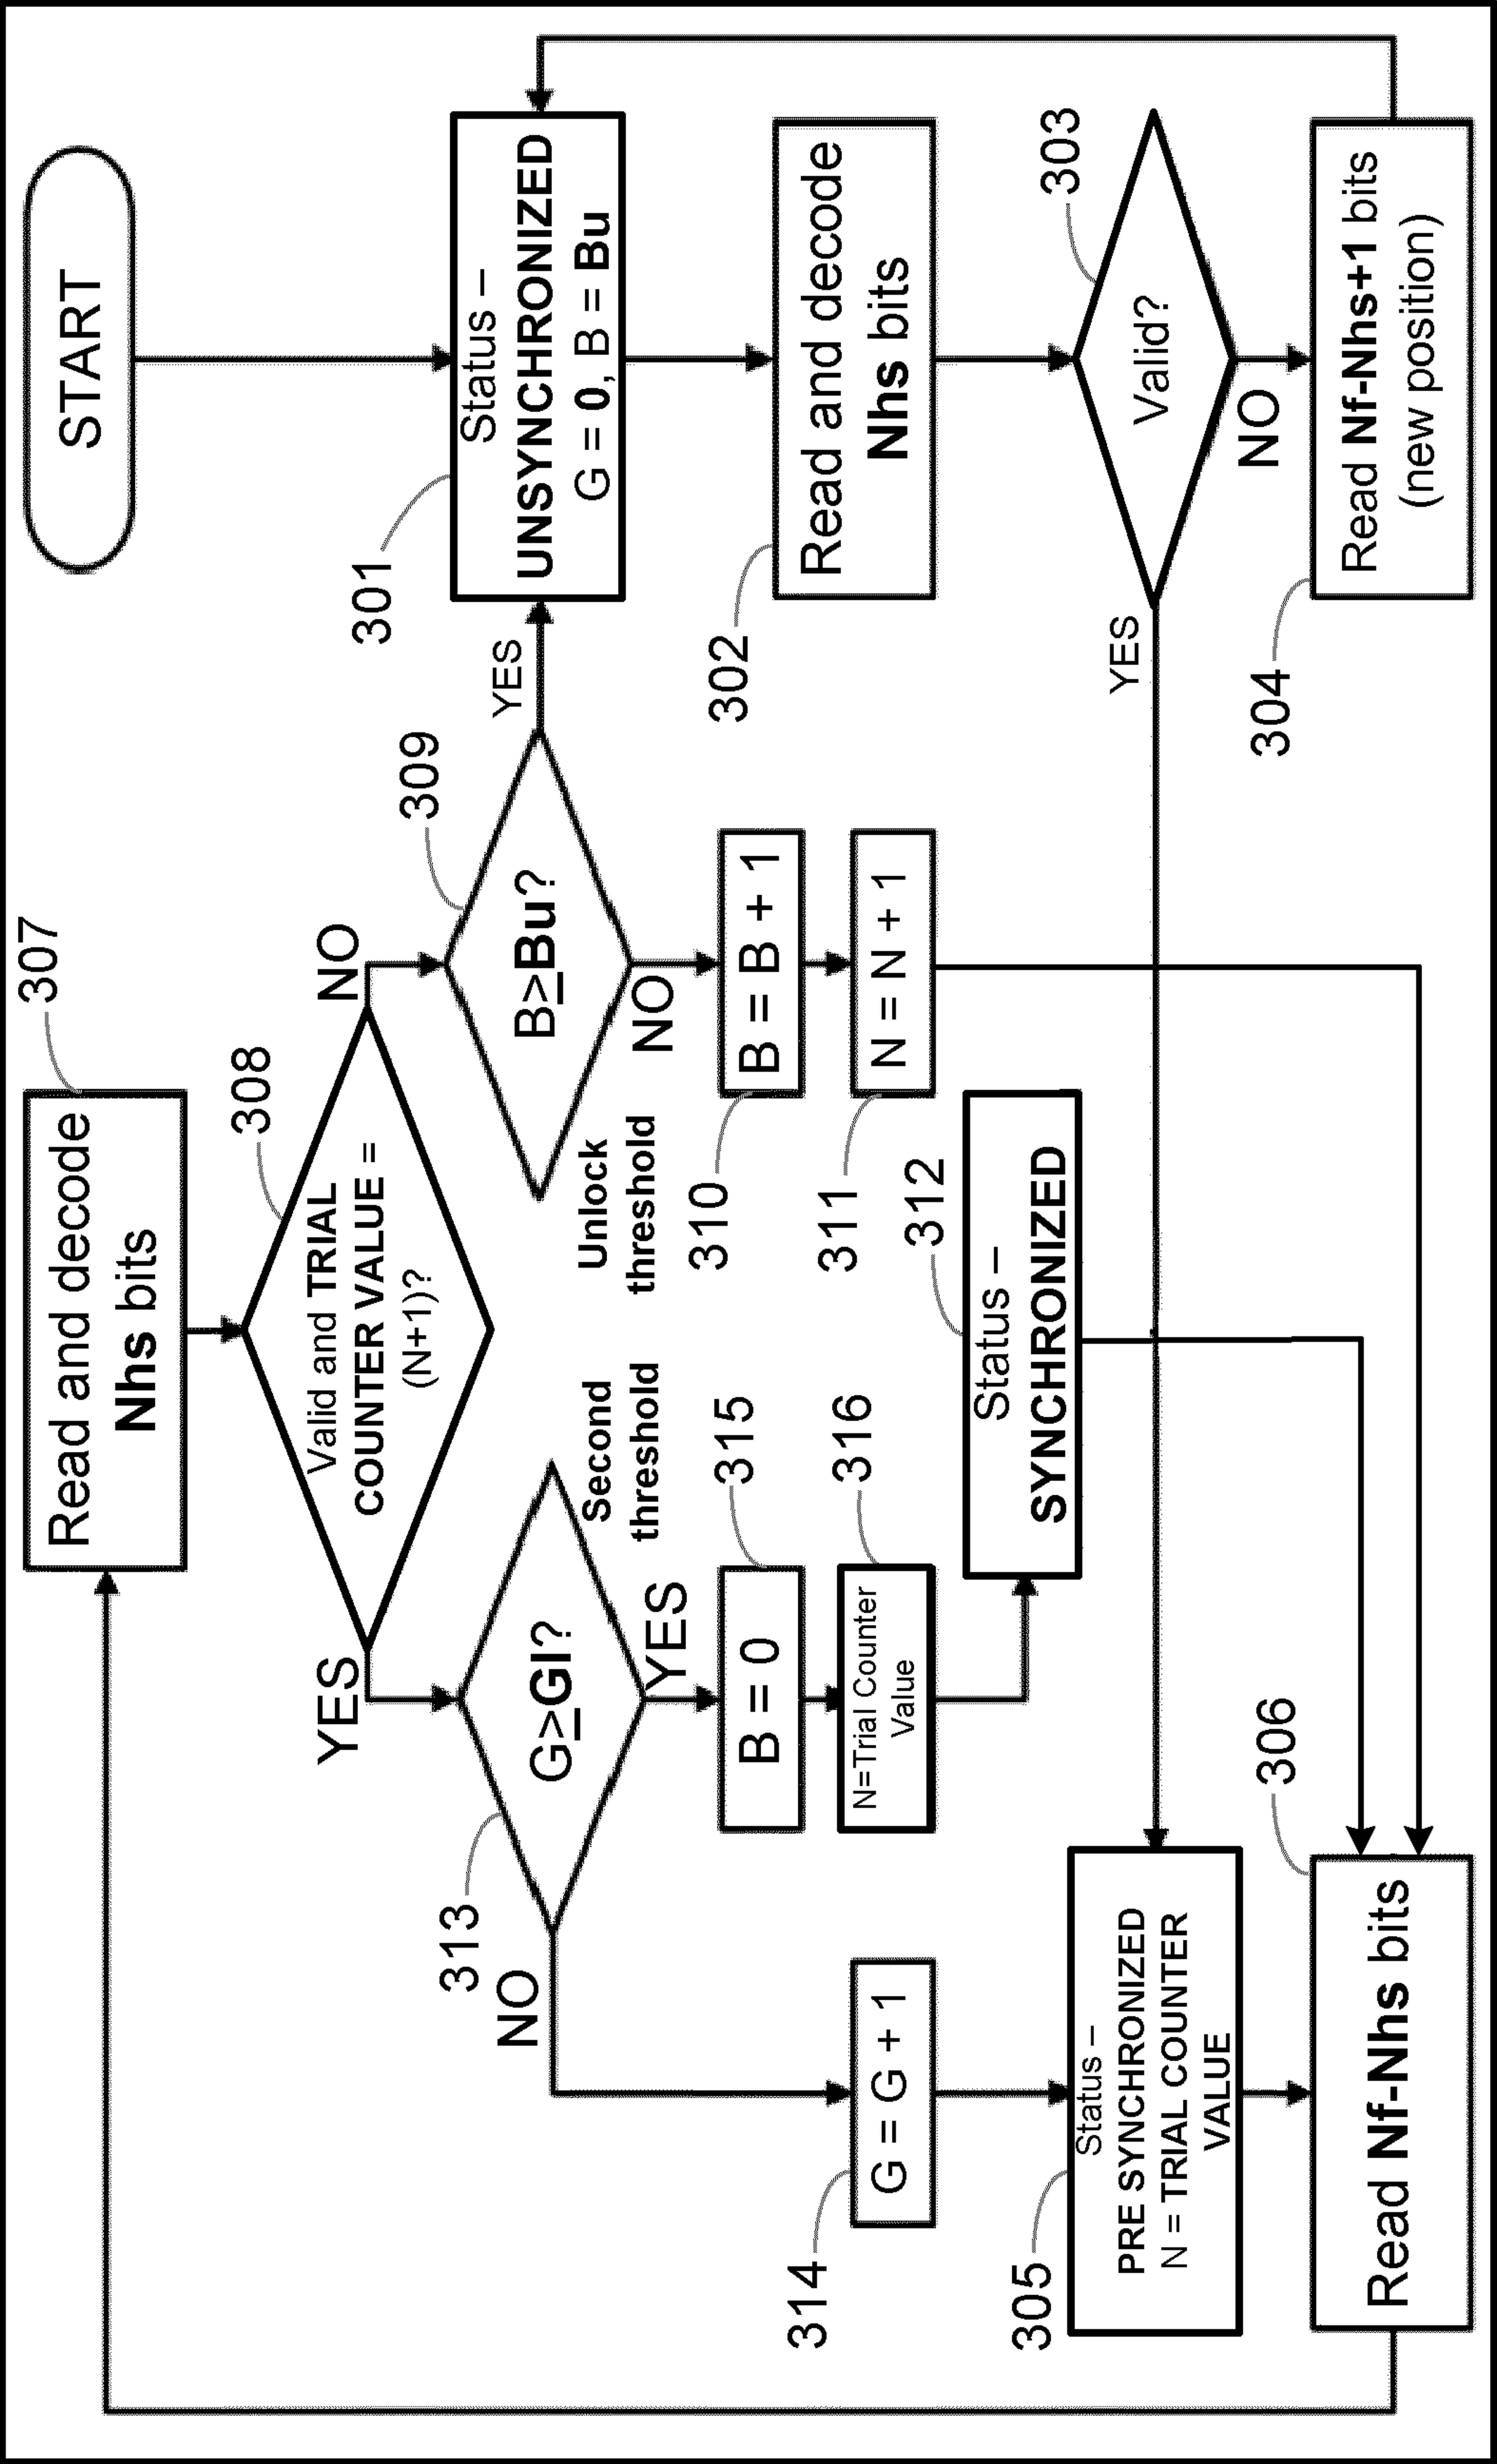 START
301
Status –
UNSYNCHRONIZED
G = 0, B = Bu
302
Read and decode
Nhs bits
303
Valid?
YES
NO
304
Read Nf-Nhs+1 bits
(new position)
307
Read and decode
Nhs bits
308
Valid and TRIAL
COUNTER VALUE =
(N+1)?
YES
NO
309
B≥Bu?
YES
NO
Unlock
threshold
310
B = B + 1
311
N = N + 1
313
G≥Gl?
NO
YES
Second
threshold
315
B = 0
316
N=Trial Counter
Value
312
Status –
SYNCHRONIZED
314
G = G + 1
305
Status –
PRE SYNCHRONIZED
N = TRIAL COUNTER
VALUE
306
Read Nf-Nhs bits